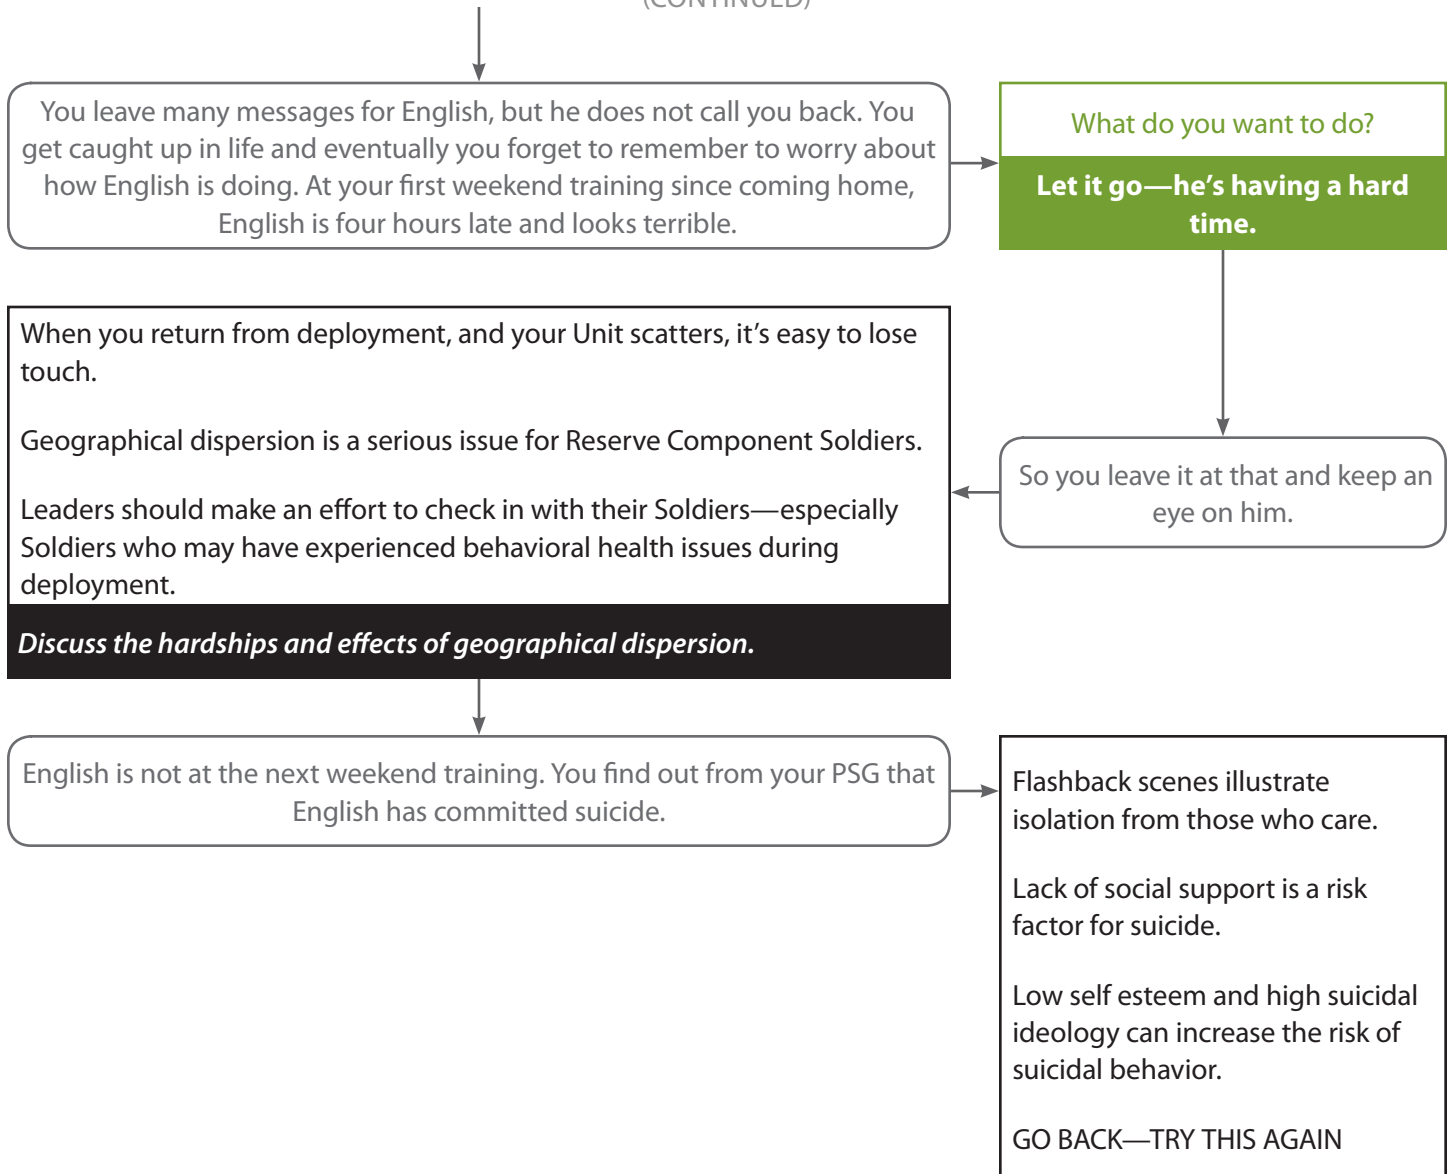 (CONTINUED)
You leave many messages for English, but he does not call you back. You
get caught up in life and eventually you forget to remember to worry about
how English is doing. At your first weekend training since coming home,
English is four hours late and looks terrible.
What do you want to do?
Let it go—he's having a hard
time.
So you leave it at that and keep an
eye on him.
When you return from deployment, and your Unit scatters, it's easy to lose
touch.
Geographical dispersion is a serious issue for Reserve Component Soldiers.
Leaders should make an effort to check in with their Soldiers—especially
Soldiers who may have experienced behavioral health issues during
deployment.
Discuss the hardships and effects of geographical dispersion.
English is not at the next weekend training. You find out from your PSG that
English has committed suicide.
Flashback scenes illustrate
isolation from those who care.
Lack of social support is a risk
factor for suicide.
Low self esteem and high suicidal
ideology can increase the risk of
suicidal behavior.
GO BACK—TRY THIS AGAIN